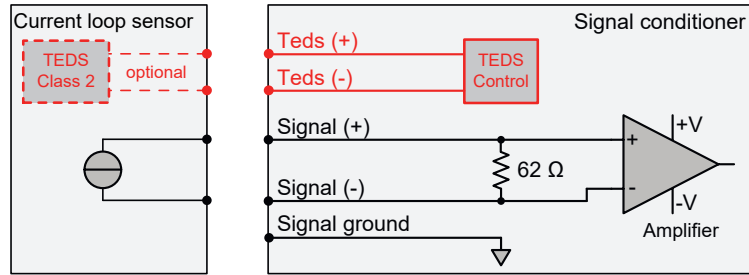 Current loop sensor
TEDS
Class 2
optional
Signal conditioner
Teds (+)
Teds (-)
TEDS
Control
Signal (+)
Signal (-)
Signal ground
62 Ω
+
-
+V
-V
Amplifier